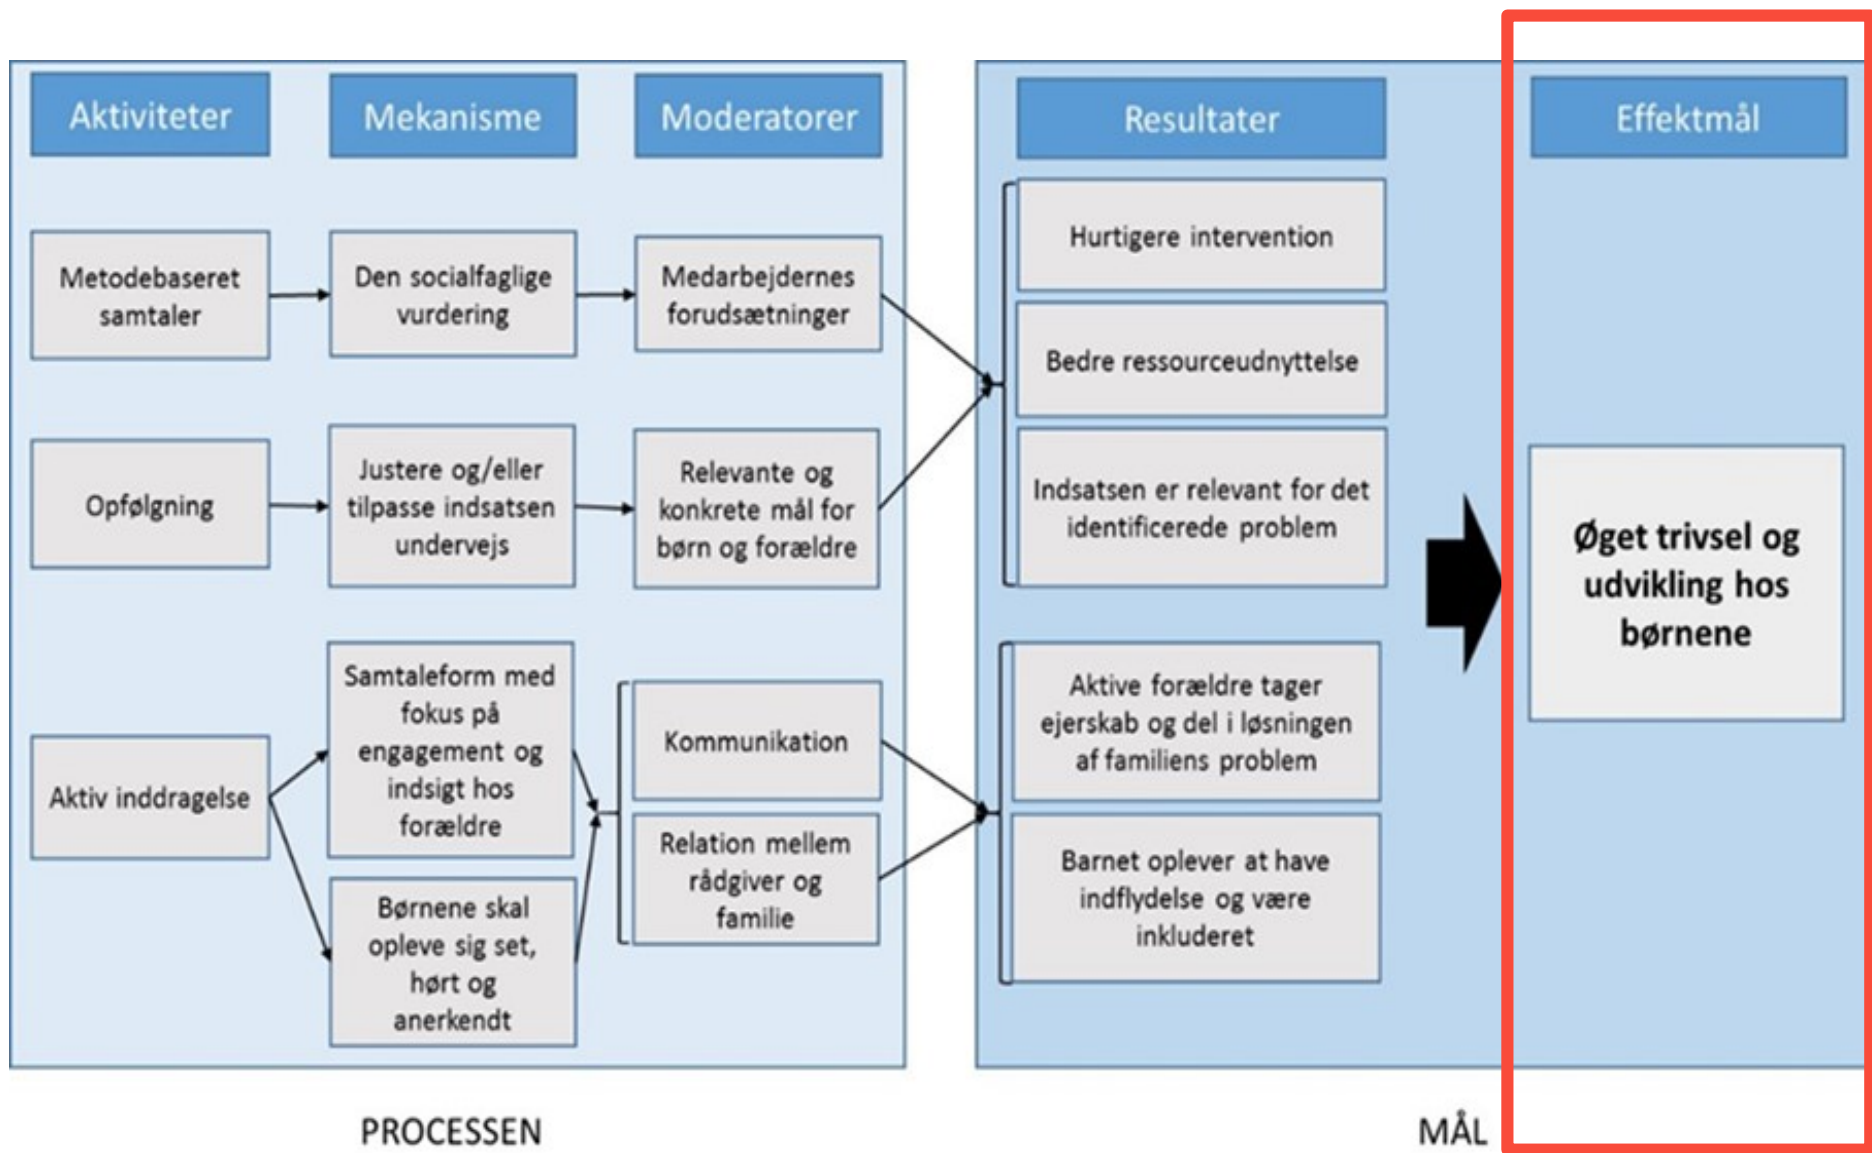 Aktiviteter
Mekanisme
Moderatorer
Resultater
Effektmål
Metodebaseret
samtaler
Den socialfaglige
vurdering
Medarbejdernes
forudsætninger
Opfølgning
Justere og/eller
tilpasse indsatsen
undervejs
Relevante og
konkrete mål for
børn og forældre
Aktiv inddragelse
Samtaleform med
fokus på
engagement og
indsigt hos
forældre
Børnene skal
opleve sig set,
hørt og
anerkendt
Kommunikation
Relation mellem
rådgiver og
familie
Hurtigere intervention
Bedre ressourceudnyttelse
Indsatsen er relevant for det
identificerede problem
Aktive forældre tager
ejerskab og del i løsningen
af familiens problem
Barnet oplever at have
indflydelse og være
inkluderet
Øget trivsel og
udvikling hos
børnene
PROCESSEN
MÅL